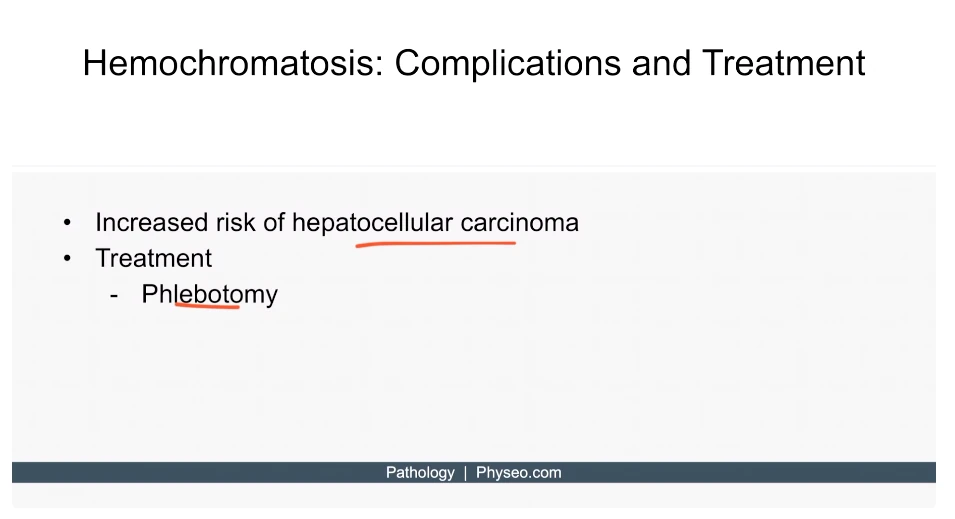 Hemochromatosis: Complications and Treatment
• Increased risk of hepatocellular carcinoma
• Treatment
- Phlebotomy
Pathology | Physeo.com